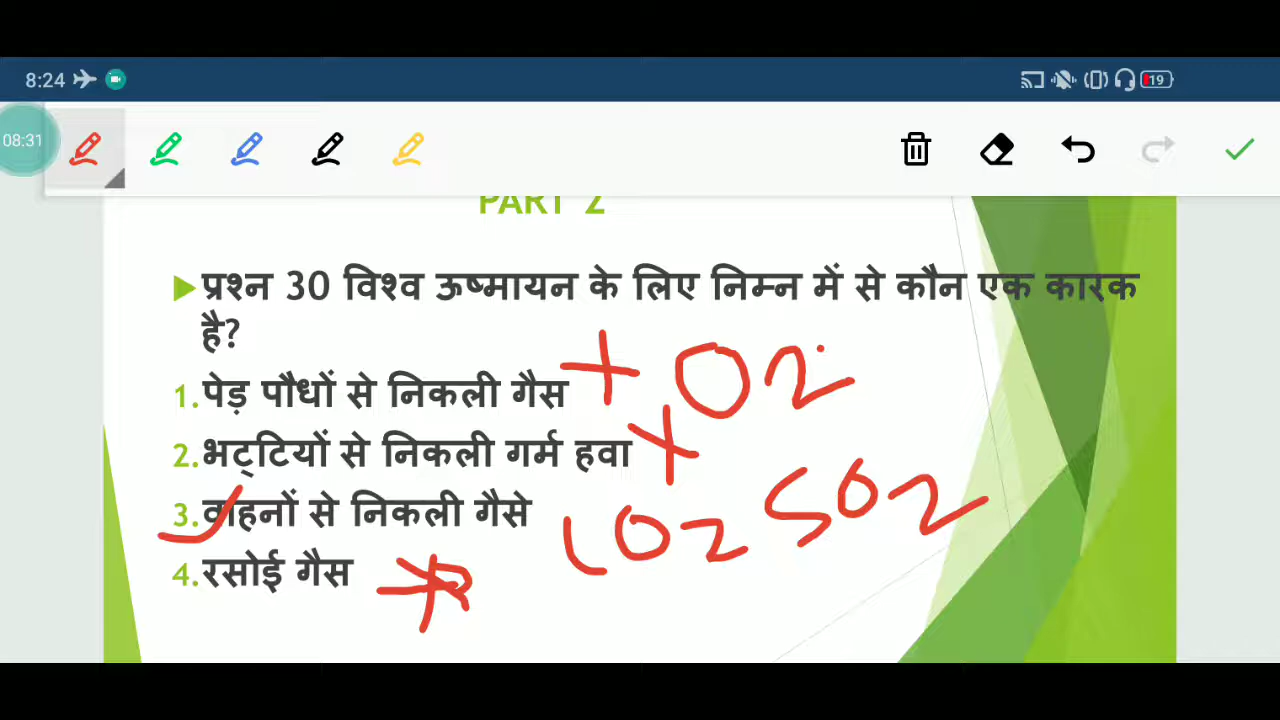 8:24
19
08:31
PART 2
प्रश्न 30 विश्व ऊष्मायन के लिए निम्न में से कौन एक कारक
है?
1. पेड़ पौधों से निकली गैस
O2
2. भट्टियों से निकली गर्म हवा
3. वाहनों से निकली गैसे
CO2 SO2
4. रसोई गैस